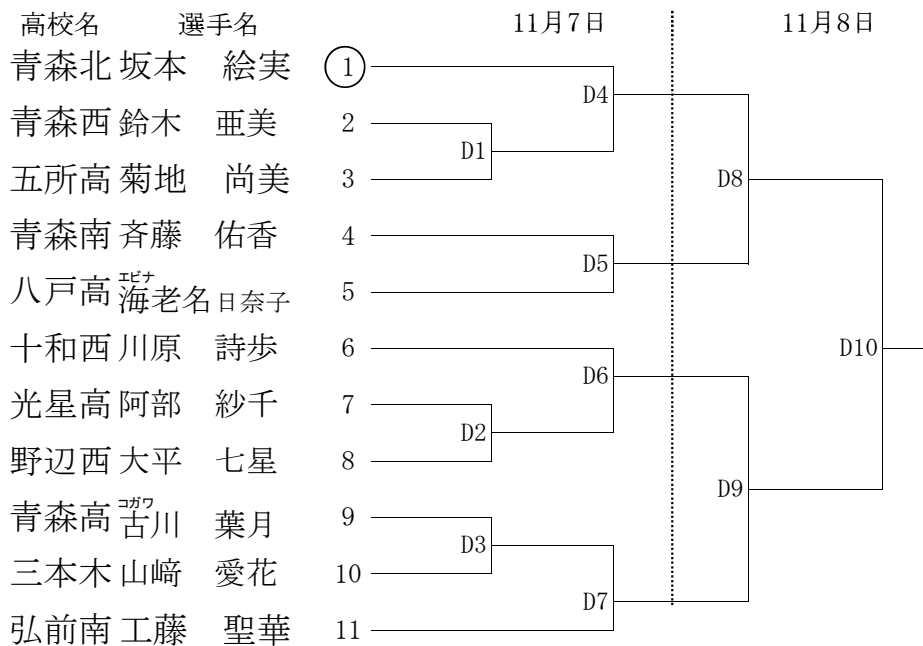 高校名 選手名 11月7日 11月8日
青森北 坂本 絵実 1
D4
青森西 鈴木 亜美 2
D1
五所高 菊地 尚美 3
D8
青森南 斉藤 佑香 4
D5
エビナ
八戸高 海老名 日奈子 5
十和西 川原 詩歩 6
D10
D6
光星高 阿部 紗千 7
D2
野辺西 大平 七星 8
D9
コガワ
青森高 古川 葉月 9
D3
三本木 山﨑 愛花 10
D7
弘前南 工藤 聖華 11